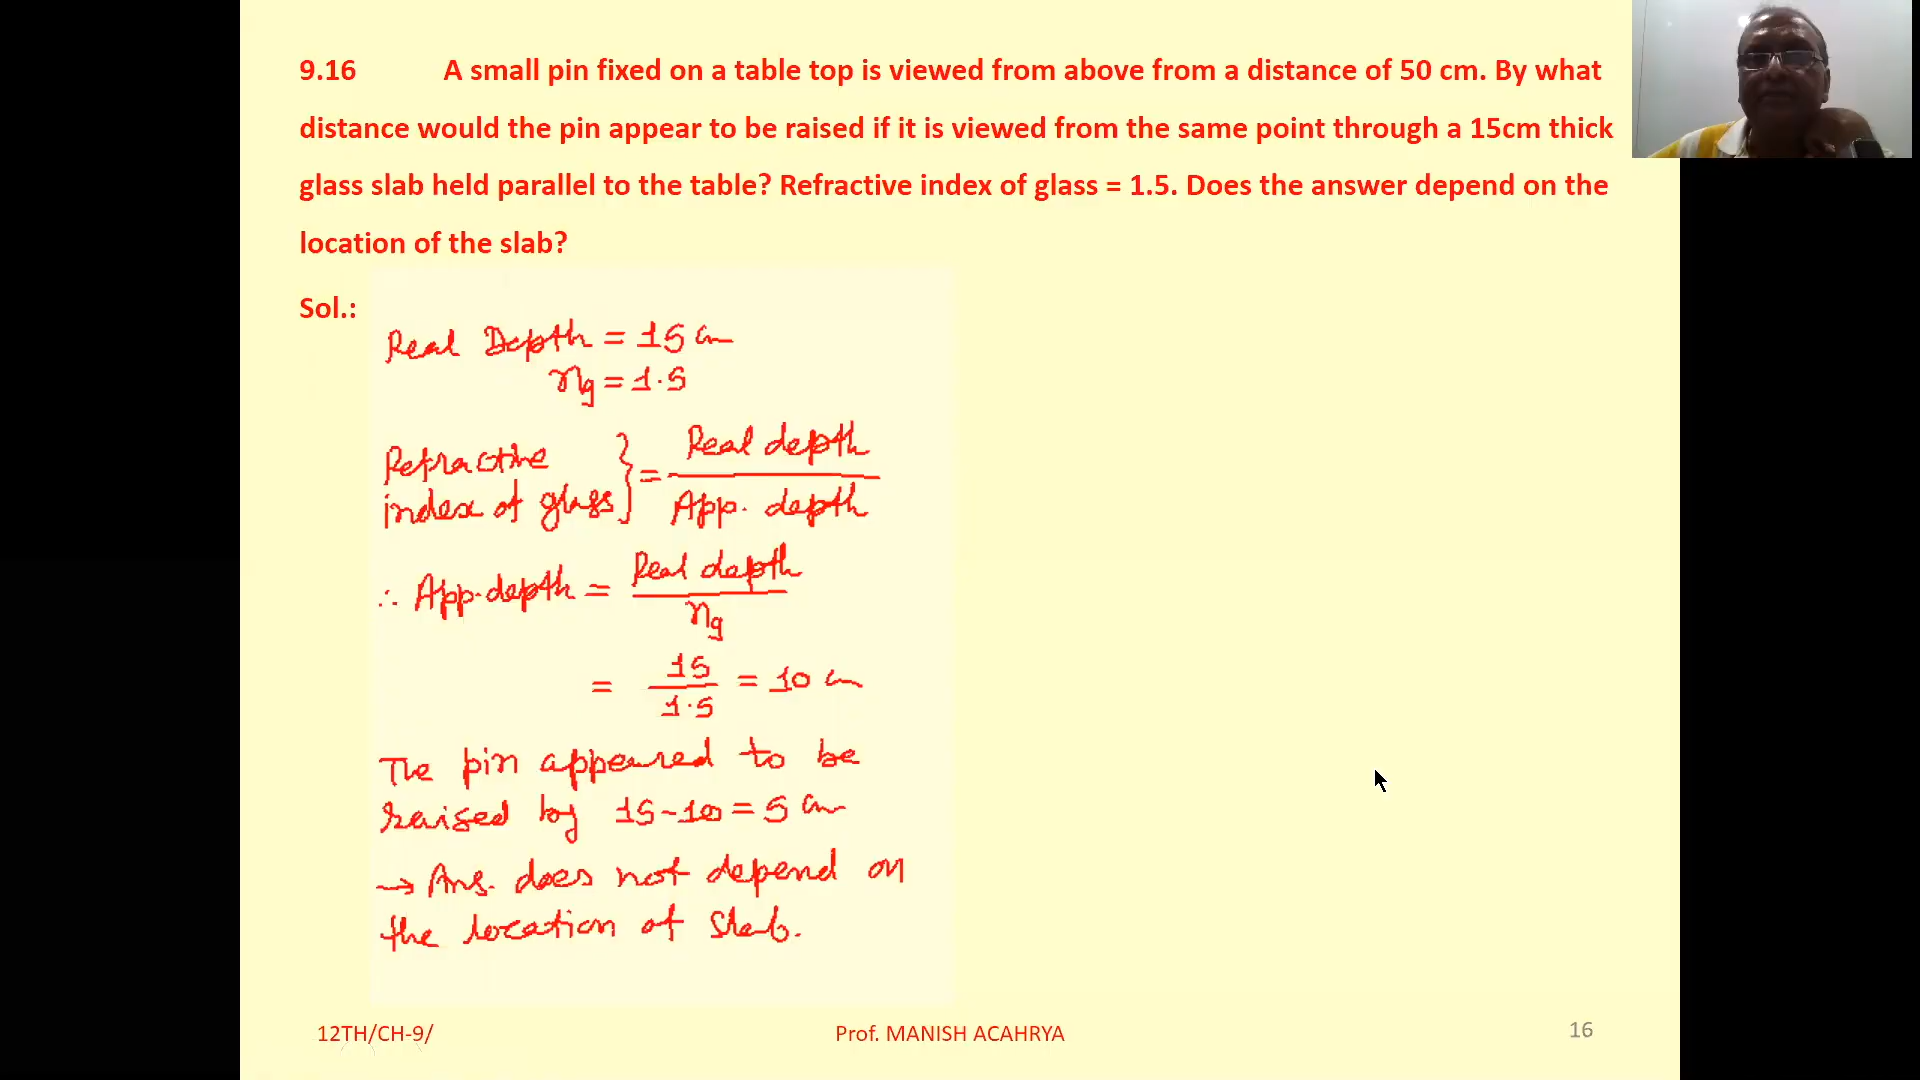 9.16 A small pin fixed on a table top is viewed from above from a distance of 50 cm. By what
distance would the pin appear to be raised if it is viewed from the same point through a 15cm thick
glass slab held parallel to the table? Refractive index of glass = 1.5. Does the answer depend on the
location of the slab?
Sol.:
Real Depth = 15 cm
ng = 1.5
Refractive index of glass } = Real depth / App. depth
∴ App. depth = Real depth / ng
= 15 / 1.5 = 10 cm
The pin appeared to be
raised by 15-10 = 5 cm
→ Ans. does not depend on
the location of slab.
12TH/CH-9/
Prof. MANISH ACAHRYA
16